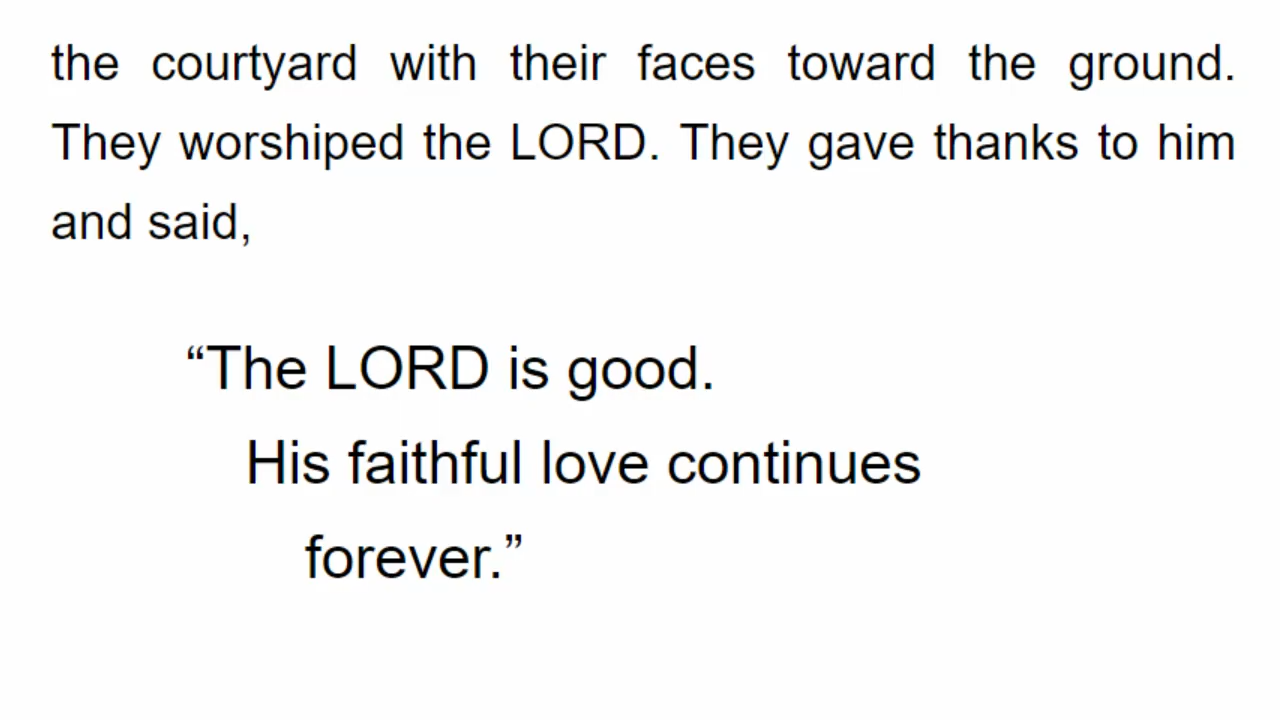 the courtyard with their faces toward the ground.
They worshiped the LORD. They gave thanks to him
and said,
“The LORD is good.
His faithful love continues
forever.”